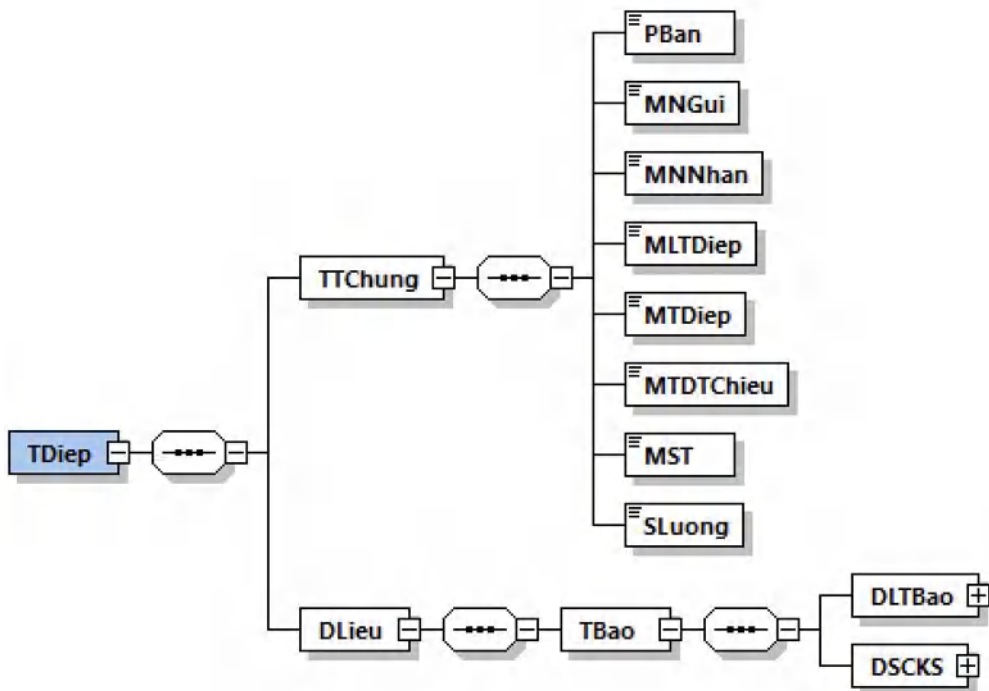 PBan
MNGui
MNNhan
MLTDiep
TTChung
MTDiep
MTDTChieu
TDiep
MST
SLuong
DLieu
TBao
DLTBao
DSCKS